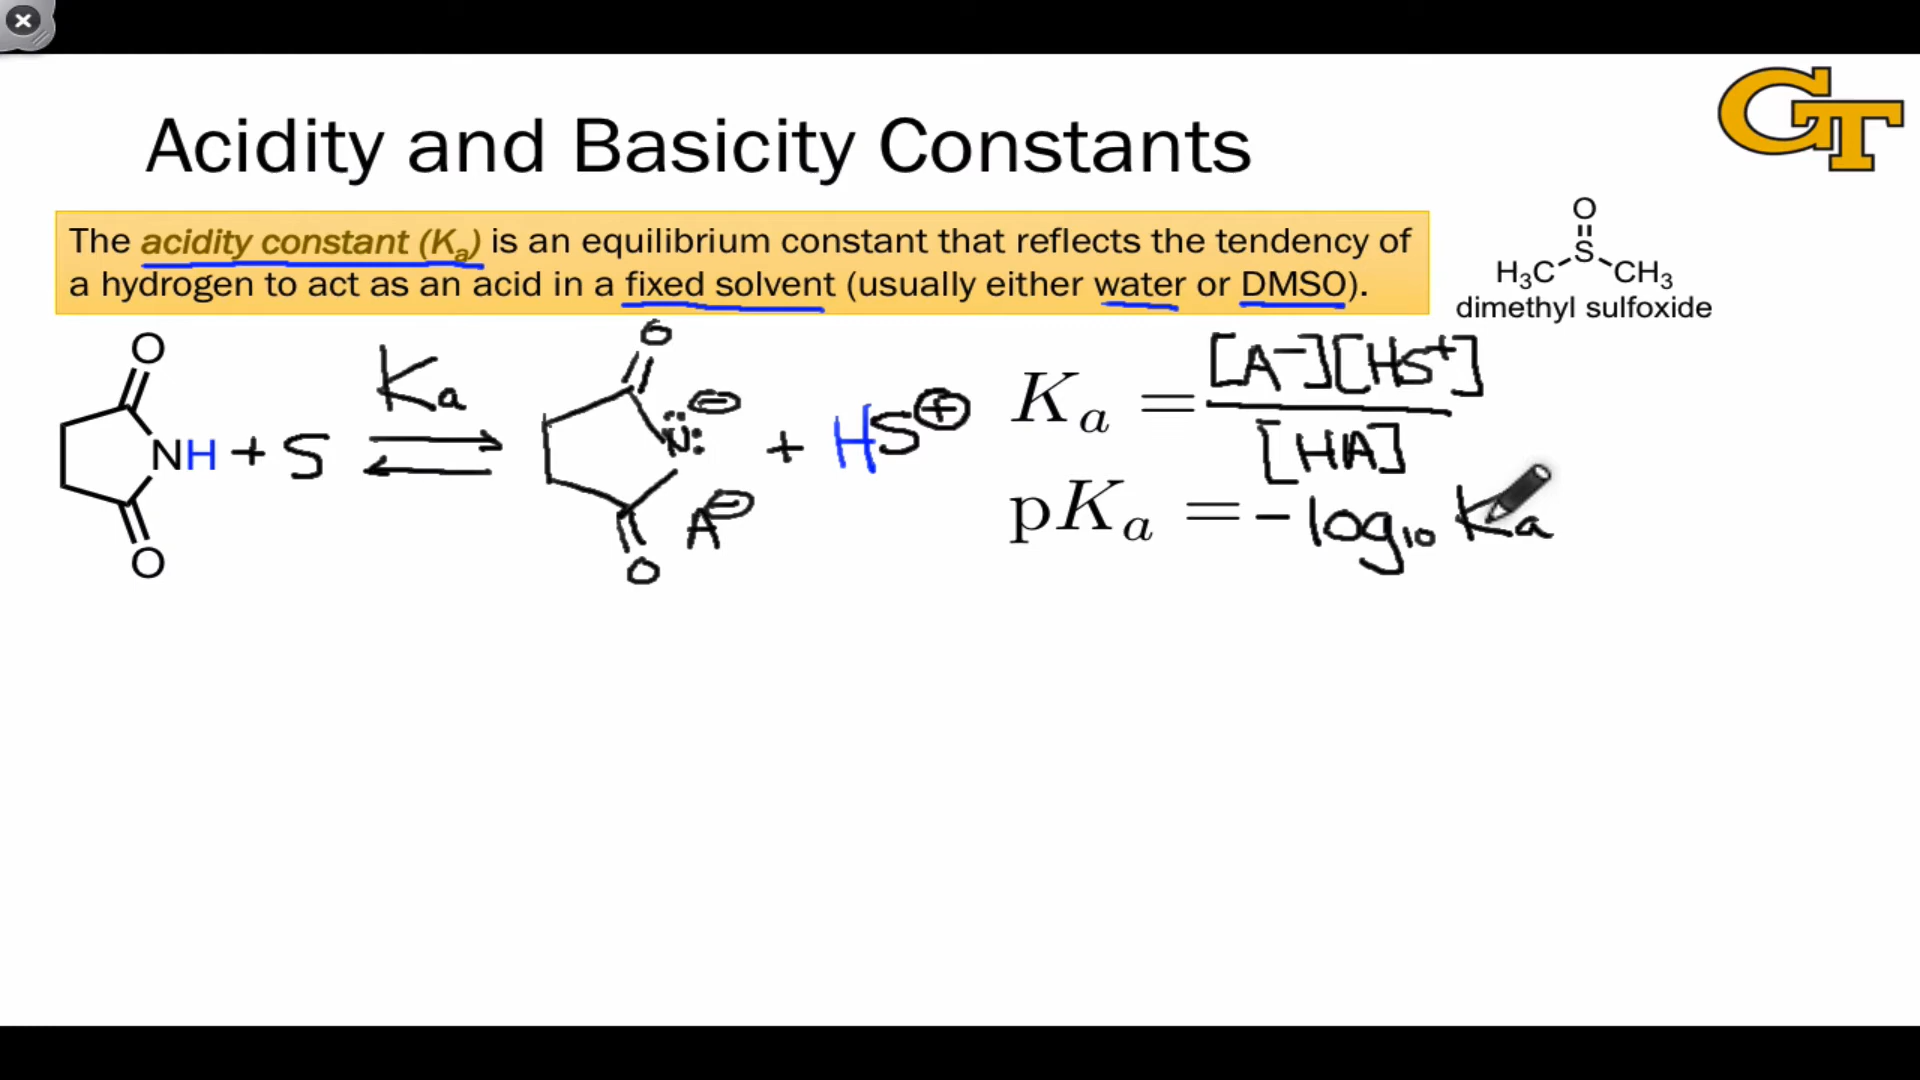 GT
Acidity and Basicity Constants
The acidity constant (Kₐ) is an equilibrium constant that reflects the tendency of
a hydrogen to act as an acid in a fixed solvent (usually either water or DMSO).
O
S
H₃C CH₃
dimethyl sulfoxide
O
NH + S
O
Kₐ
O
N: ⊖
A⊖
O
+ HS⊕
Kₐ = [A⁻][HS⁺] / [HA]
pKₐ = -log₁₀ Kₐ